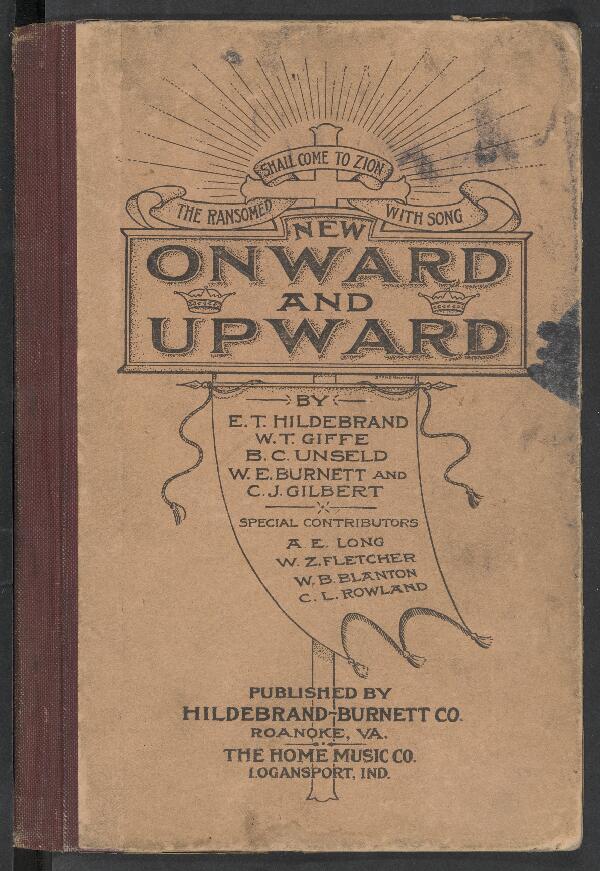 THE RANSOMED SHALL COME TO ZION WITH SONG
NEW
ONWARD
AND
UPWARD
BY
E. T. HILDEBRAND
W. T. GIFFE
B. C. UNSELD
W. E. BURNETT AND
C. J. GILBERT
SPECIAL CONTRIBUTORS
A. E. LONG
W. Z. FLETCHER
W. B. BLANTON
C. L. ROWLAND
PUBLISHED BY
HILDEBRAND-BURNETT CO.
ROANOKE, VA.
THE HOME MUSIC CO.
LOGANSPORT, IND.